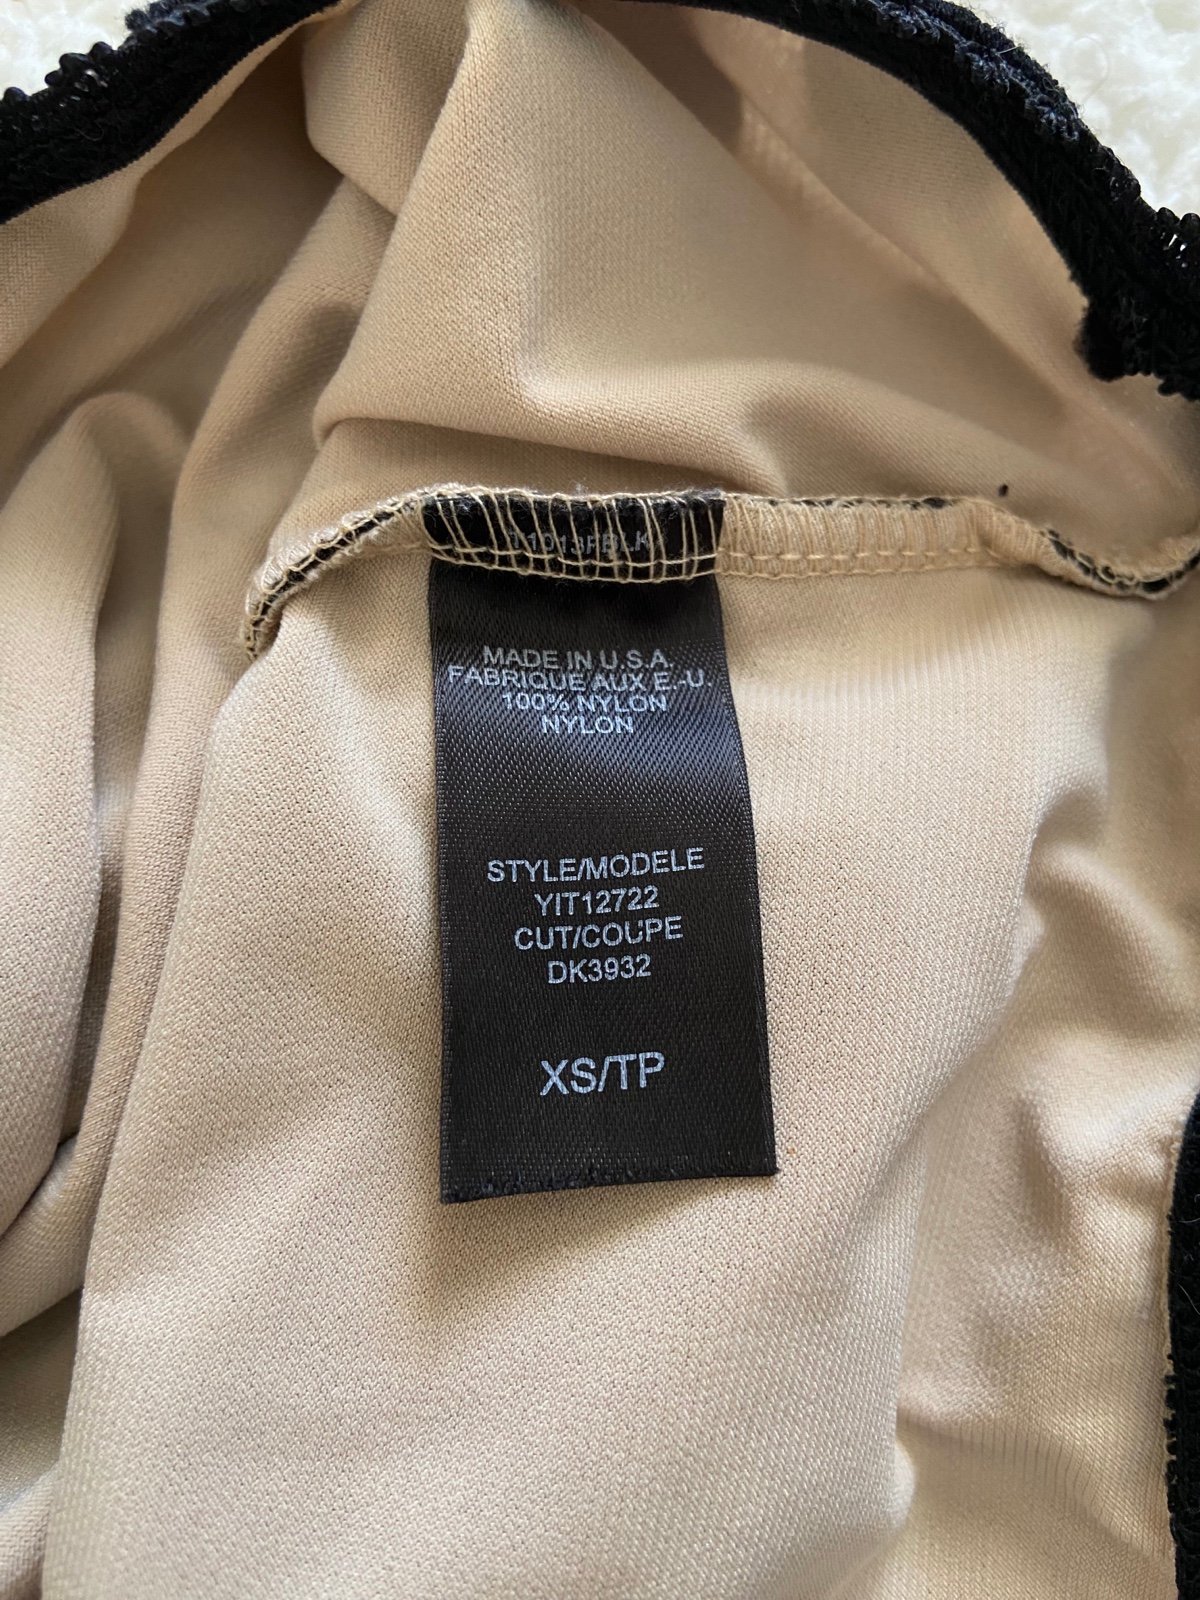 MADE IN U.S.A.
FABRIQUE AUX E.-U.
100% NYLON
NYLON
STYLE/MODELE
YIT12722
CUT/COUPE
DK3932
XS/TP